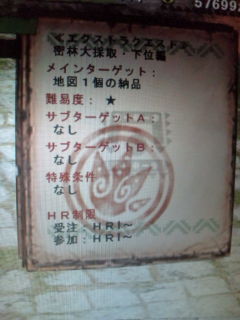 576992
＜エクストラクエスト＞
密林大採取・下位編
メインターゲット：
地図１個の納品
難易度： ★
サブターゲットＡ：
なし
サブターゲットＢ：
なし
特殊条件
なし
ＨＲ制限
受注：ＨＲ１～
参加：ＨＲ１～